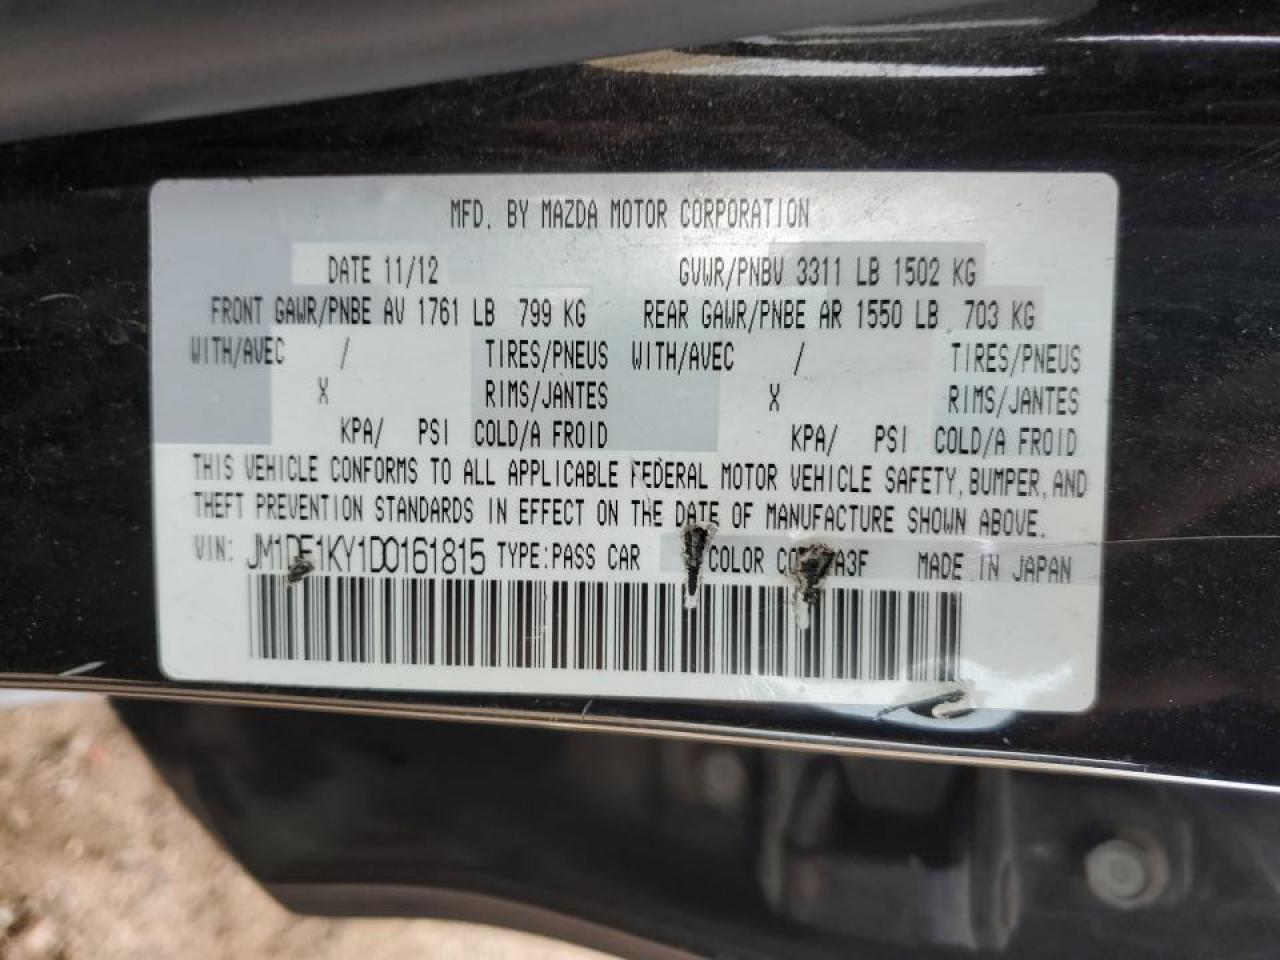 MFD. BY MAZDA MOTOR CORPORATION
DATE 11/12 GVWR/PNBV 3311 LB 1502 KG
FRONT GAWR/PNBE AV 1761 LB 799 KG REAR GAWR/PNBE AR 1550 LB 703 KG
WITH/AVEC / TIRES/PNEUS WITH/AVEC / TIRES/PNEUS
X RIMS/JANTES X RIMS/JANTES
KPA/ PSI COLD/A FROID KPA/ PSI COLD/A FROID
THIS VEHICLE CONFORMS TO ALL APPLICABLE FEDERAL MOTOR VEHICLE SAFETY, BUMPER, AND
THEFT PREVENTION STANDARDS IN EFFECT ON THE DATE OF MANUFACTURE SHOWN ABOVE.
VIN: JM1DE1KY1D0161815 TYPE:PASS CAR COLOR A3F MADE IN JAPAN